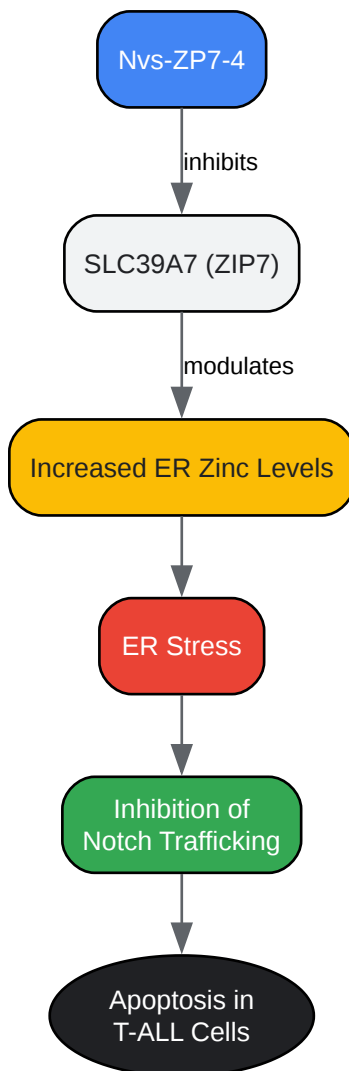 Nvs-ZP7-4
inhibits
SLC39A7 (ZIP7)
modulates
Increased ER Zinc Levels
ER Stress
Inhibition of
Notch Trafficking
Apoptosis in
T-ALL Cells